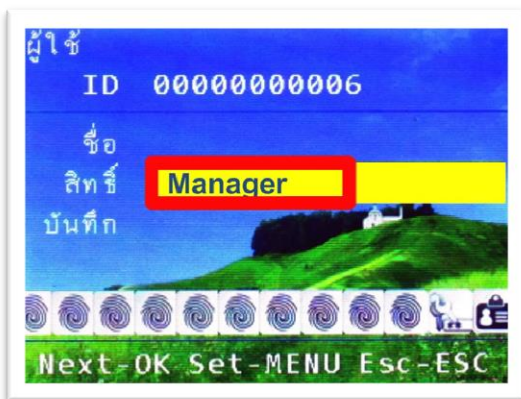 ผู้ใช้
ID 00000000006
ชื่อ
สิทธิ์ Manager
บันทึก
Next-OK Set-MENU Esc-ESC